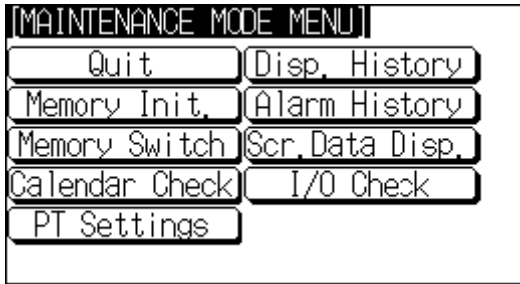 [MAINTENANCE MODE MENU]
Quit
Disp. History
Memory Init.
Alarm History
Memory Switch
Scr.Data Disp.
Calendar Check
I/O Check
PT Settings